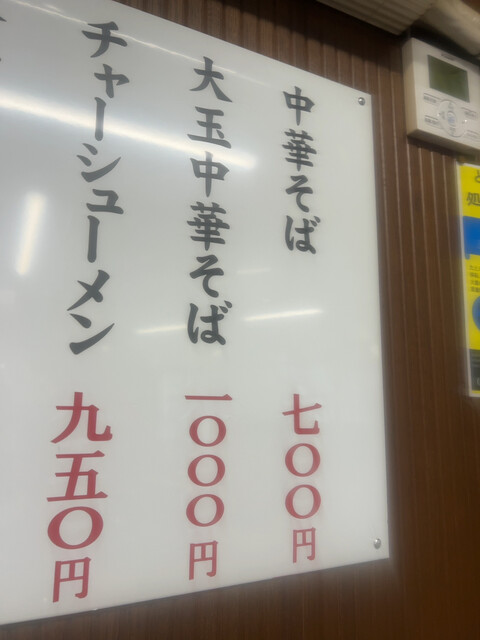 中華そば 七〇〇円
大玉中華そば 一〇〇〇円
チャーシューメン 九五〇円
処